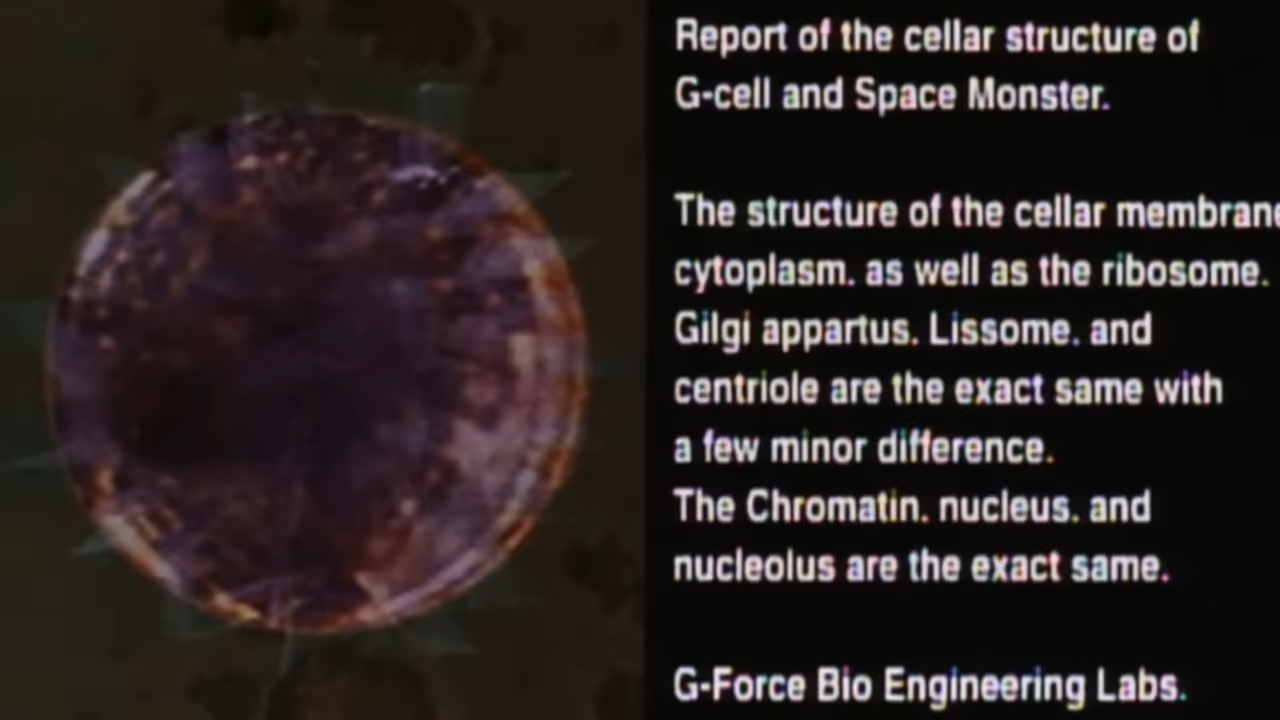 Report of the cellar structure of
G-cell and Space Monster.
The structure of the cellar membran
cytoplasm. as well as the ribosome.
Gilgi appartus. Lissome. and
centriole are the exact same with
a few minor difference.
The Chromatin. nucleus. and
nucleolus are the exact same.
G-Force Bio Engineering Labs.